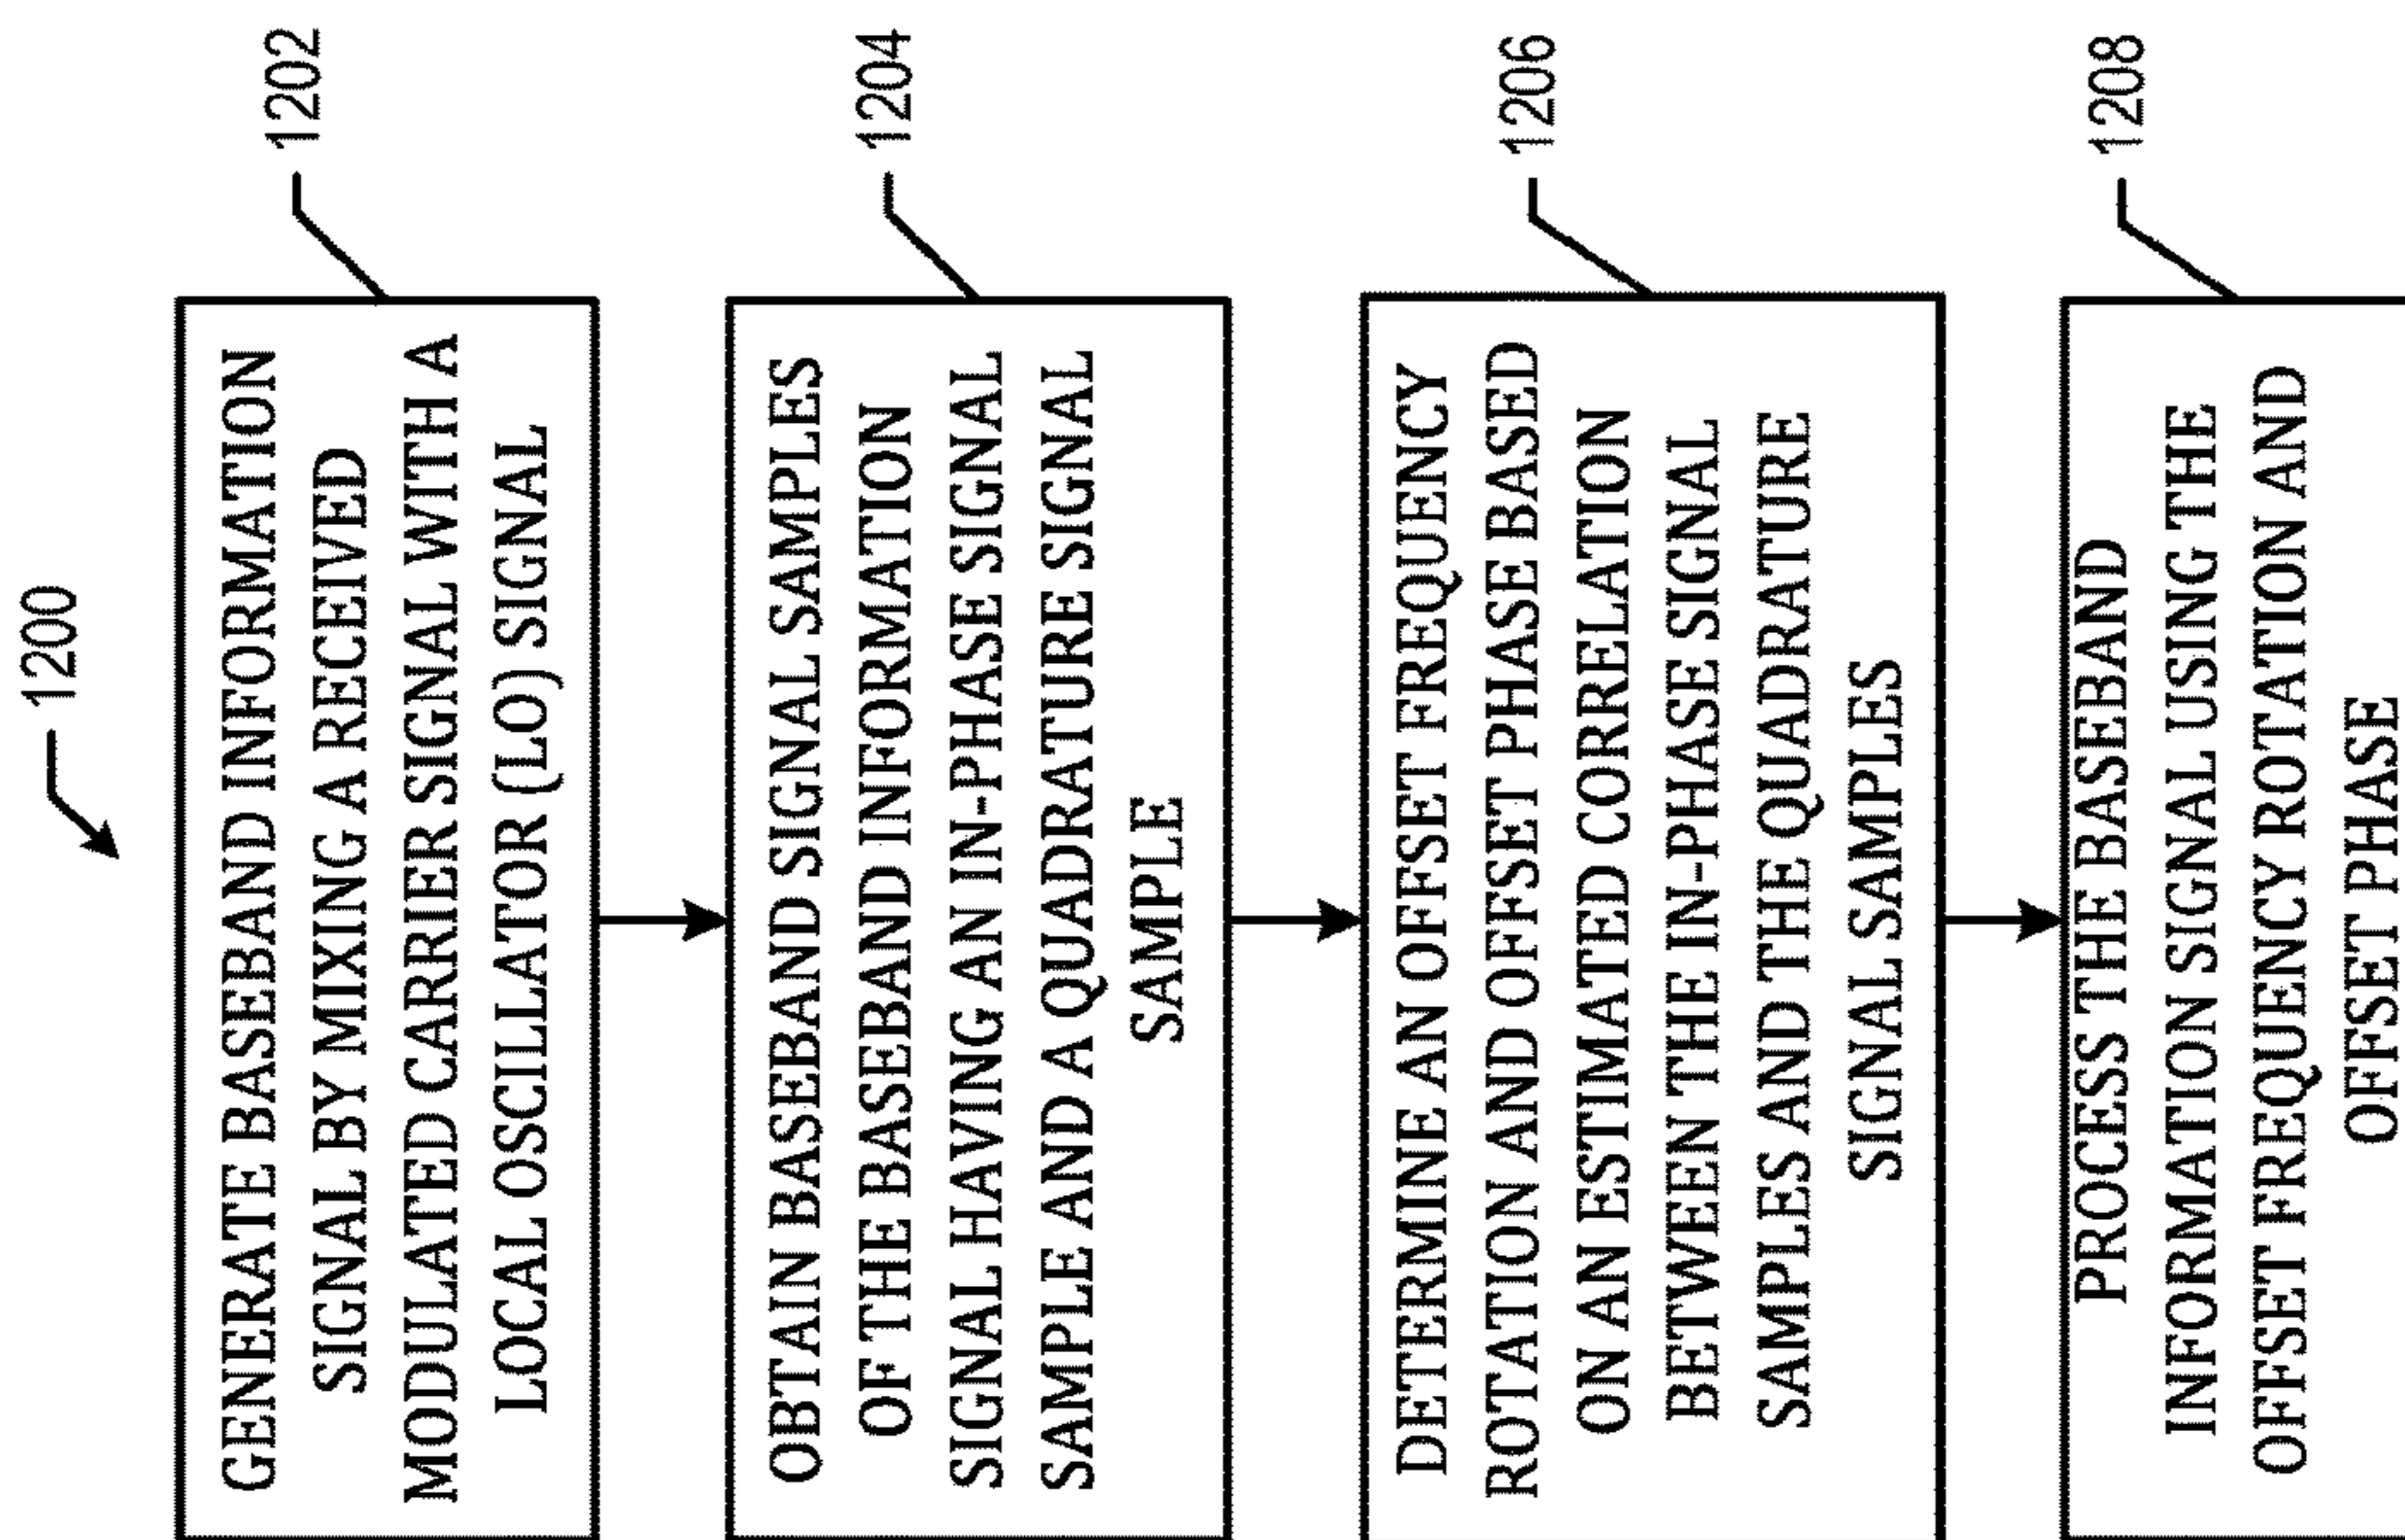 1200
GENERATE BASEBAND INFORMATION
SIGNAL BY MIXING A RECEIVED
MODULATED CARRIER SIGNAL WITH A
LOCAL OSCILLATOR (LO) SIGNAL
1202
OBTAIN BASEBAND SIGNAL SAMPLES
OF THE BASEBAND INFORMATION
SIGNAL HAVING AN IN-PHASE SIGNAL
SAMPLE AND A QUADRATURE SIGNAL
SAMPLE
1204
DETERMINE AN OFFSET FREQUENCY
ROTATION AND OFFSET PHASE BASED
ON AN ESTIMATED CORRELATION
BETWEEN THE IN-PHASE SIGNAL
SAMPLES AND THE QUADRATURE
SIGNAL SAMPLES
1206
PROCESS THE BASEBAND
INFORMATION SIGNAL USING THE
OFFSET FREQUENCY ROTATION AND
OFFSET PHASE
1208